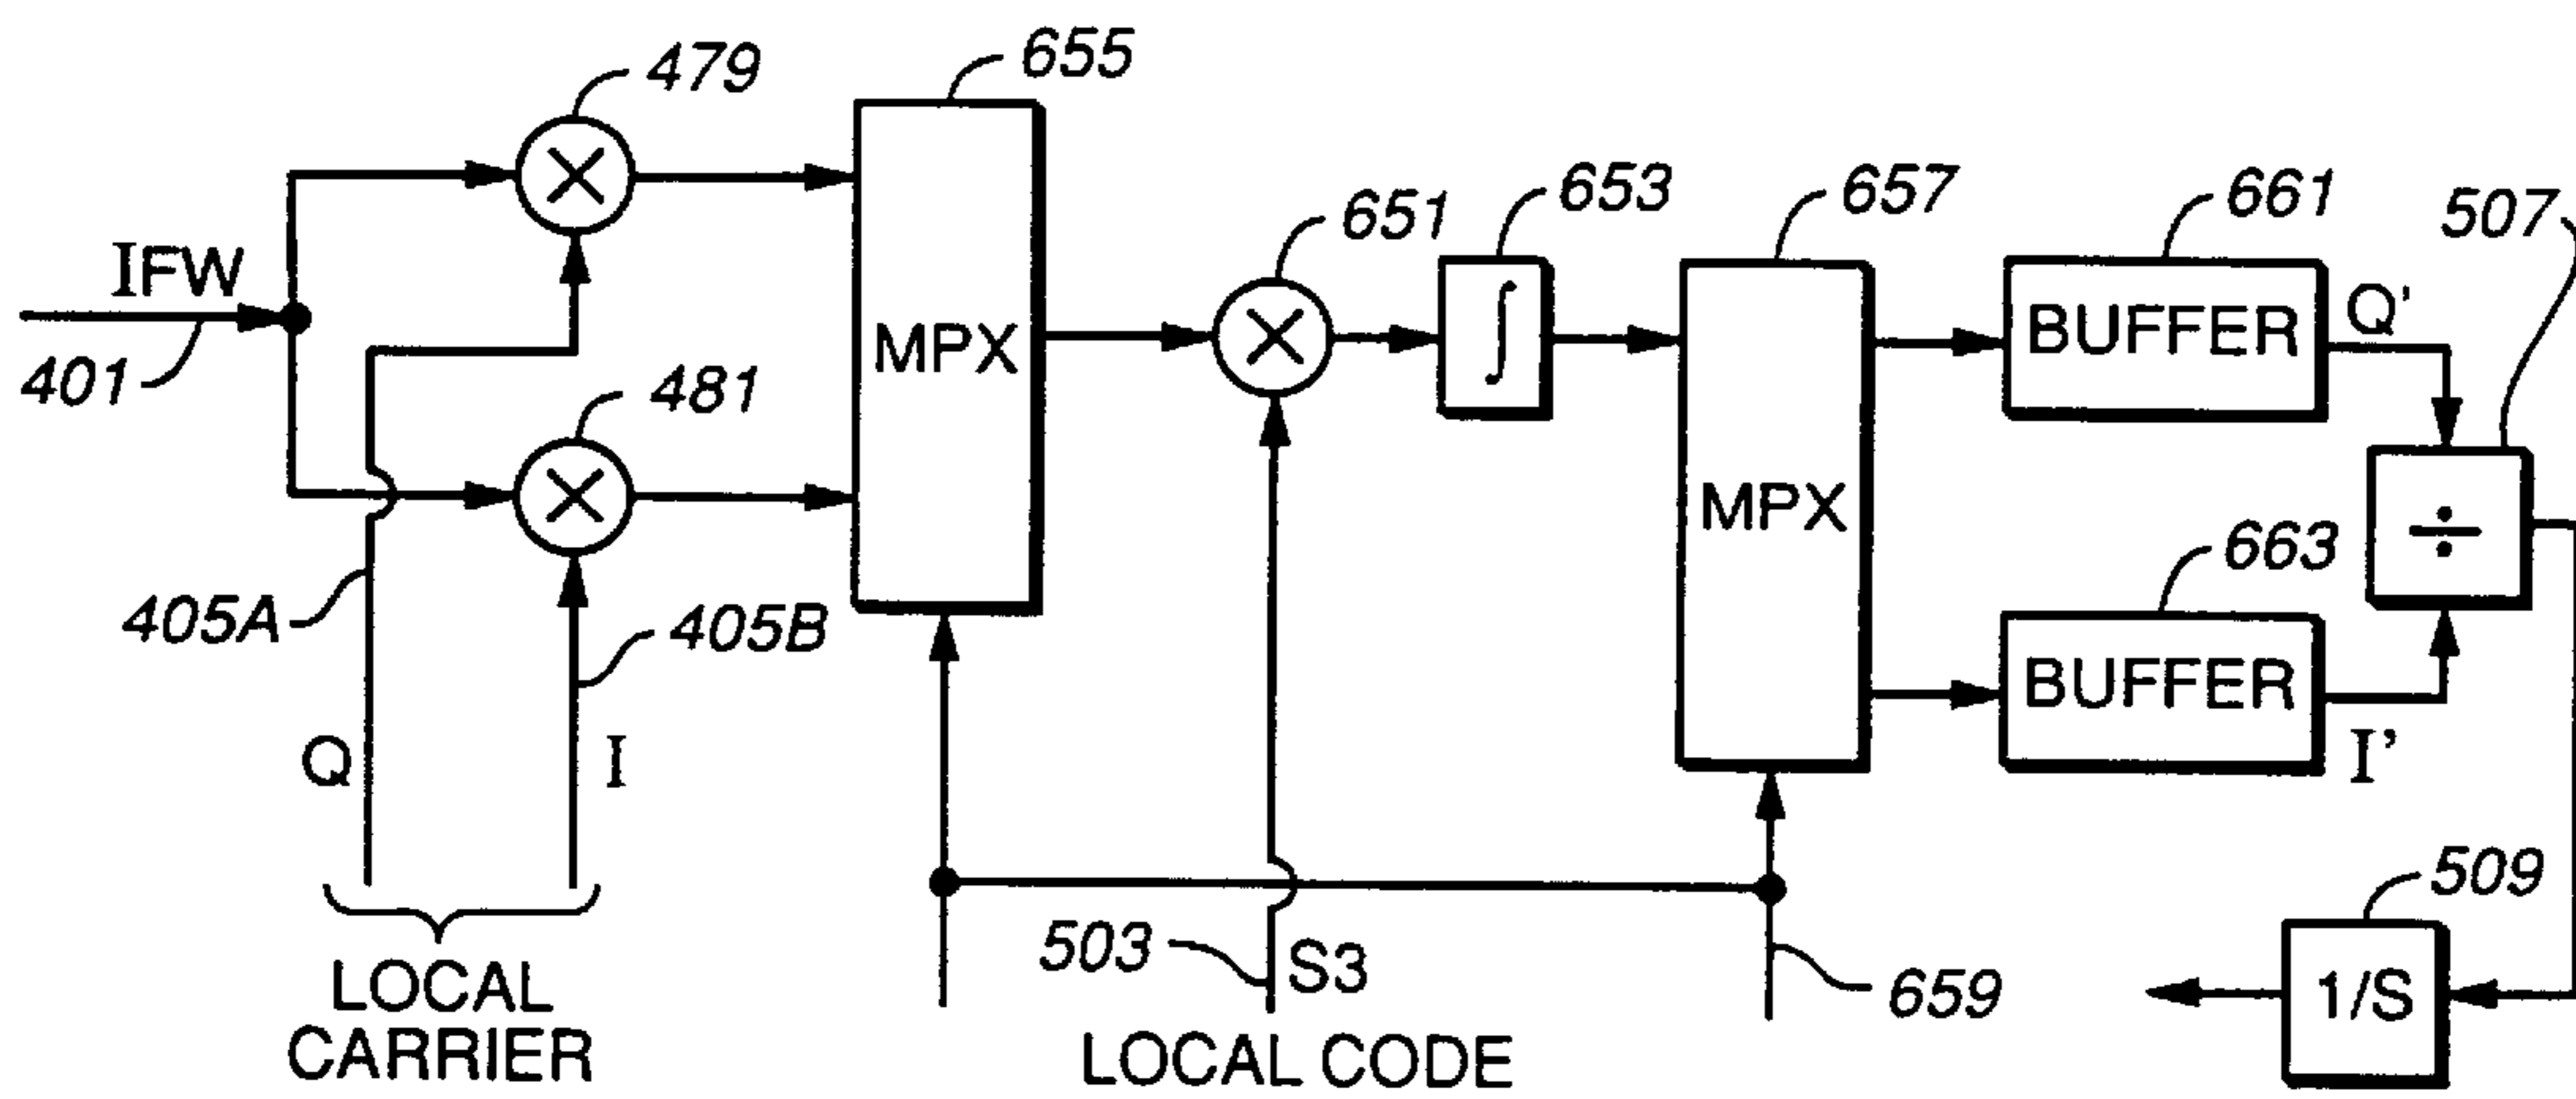 479
655
IFW
401
481
MPX
651
653
657
661
507
BUFFER
Q'
÷
MPX
663
BUFFER
I'
405A
405B
Q
I
LOCAL
CARRIER
503
S3
LOCAL CODE
659
509
1/S
∫